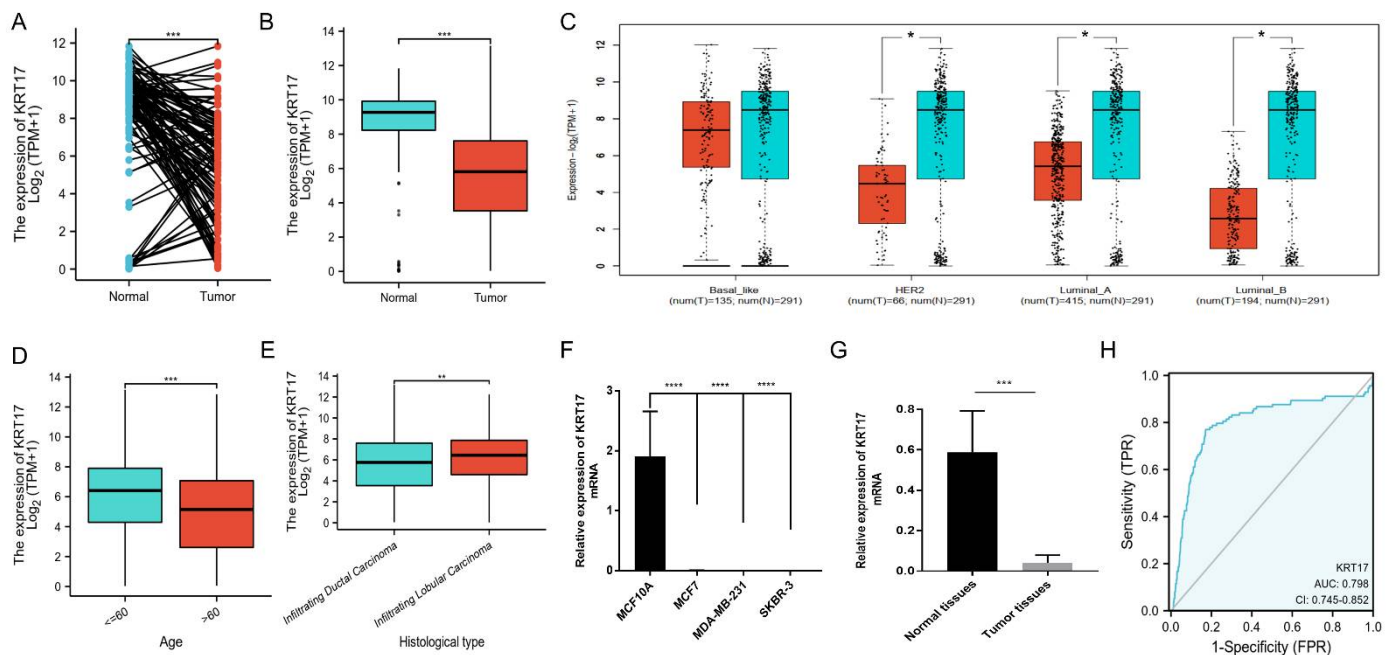 A
The expression of KRT17
Log2 (TPM+1)
***
12
10
8
6
4
2
0
Normal
Tumor
B
The expression of KRT17
Log2 (TPM+1)
***
14
12
10
8
6
4
2
0
Normal
Tumor
C
Expression − log2(TPM + 1)
12
8
4
0
*
*
*
Basal_like
(num(T)=135; num(N)=291)
HER2
(num(T)=66; num(N)=291)
Luminal_A
(num(T)=415; num(N)=291)
Luminal_B
(num(T)=194; num(N)=291)
D
The expression of KRT17
Log2 (TPM+1)
***
14
12
10
8
6
4
2
0
<=60
>60
Age
E
The expression of KRT17
Log2 (TPM+1)
**
14
12
10
8
6
4
2
0
Infiltrating Ductal Carcinoma
Infiltrating Lobular Carcinoma
Histological type
F
Relative expression of KRT17
mRNA
**** **** ****
3
2
1
0
MCF10A
MCF7
MDA-MB-231
SKBR-3
G
Relative expression of KRT17
mRNA
***
0.8
0.6
0.4
0.2
0.0
Normal tissues
Tumor tissues
H
Sensitivity (TPR)
1.0
0.8
0.6
0.4
0.2
0.0
KRT17
AUC: 0.798
CI: 0.745-0.852
0.0 0.2 0.4 0.6 0.8 1.0
1-Specificity (FPR)